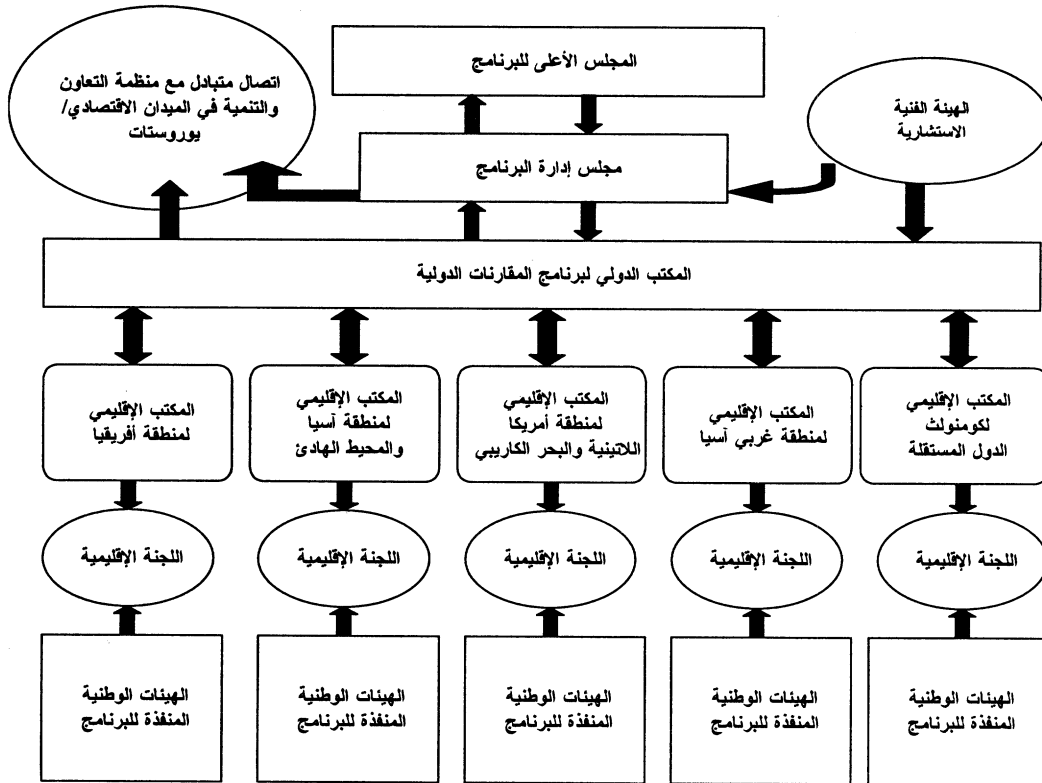 المجلس الأعلى للبرنامج
الهيئة الفنية
الاستشارية
اتصال متبادل مع منظمة التعاون
والتنمية في الميدان الاقتصادي/
يوروستات
مجلس إدارة البرنامج
المكتب الدولي لبرنامج المقارنات الدولية
المكتب الإقليمي
لكومنولث
الدول المستقلة
المكتب الإقليمي
لمنطقة غربي آسيا
المكتب الإقليمي
لمنطقة أمريكا
اللاتينية والبحر الكاريبي
المكتب الإقليمي
لمنطقة آسيا
والمحيط الهادئ
المكتب الإقليمي
لمنطقة أفريقيا
اللجنة الإقليمية
اللجنة الإقليمية
اللجنة الإقليمية
اللجنة الإقليمية
اللجنة الإقليمية
الهيئات الوطنية
المنفذة للبرنامج
الهيئات الوطنية
المنفذة للبرنامج
الهيئات الوطنية
المنفذة للبرنامج
الهيئات الوطنية
المنفذة للبرنامج
الهيئات الوطنية
المنفذة للبرنامج